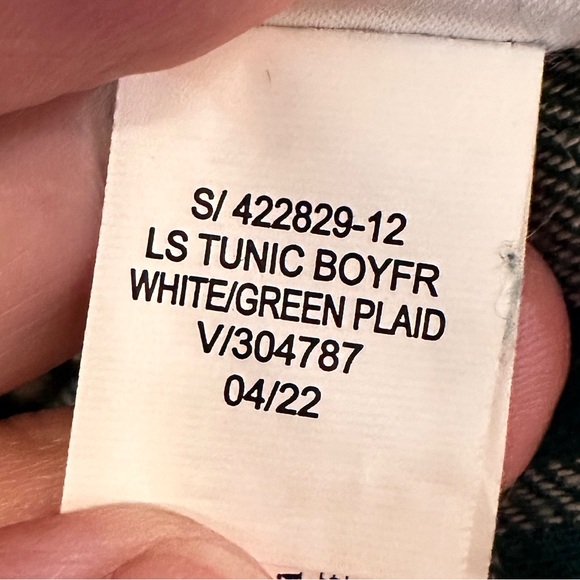 S/ 422829-12
LS TUNIC BOYFR
WHITE/GREEN PLAID
V/304787
04/22